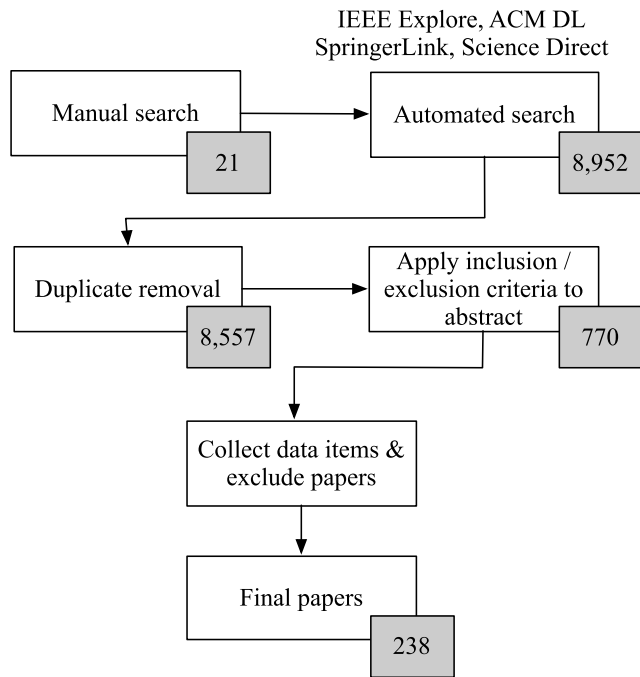 IEEE Explore, ACM DL
SpringerLink, Science Direct
Manual search
21
Automated search
8,952
Duplicate removal
8,557
Apply inclusion /
exclusion criteria to
abstract
770
Collect data items &
exclude papers
Final papers
238